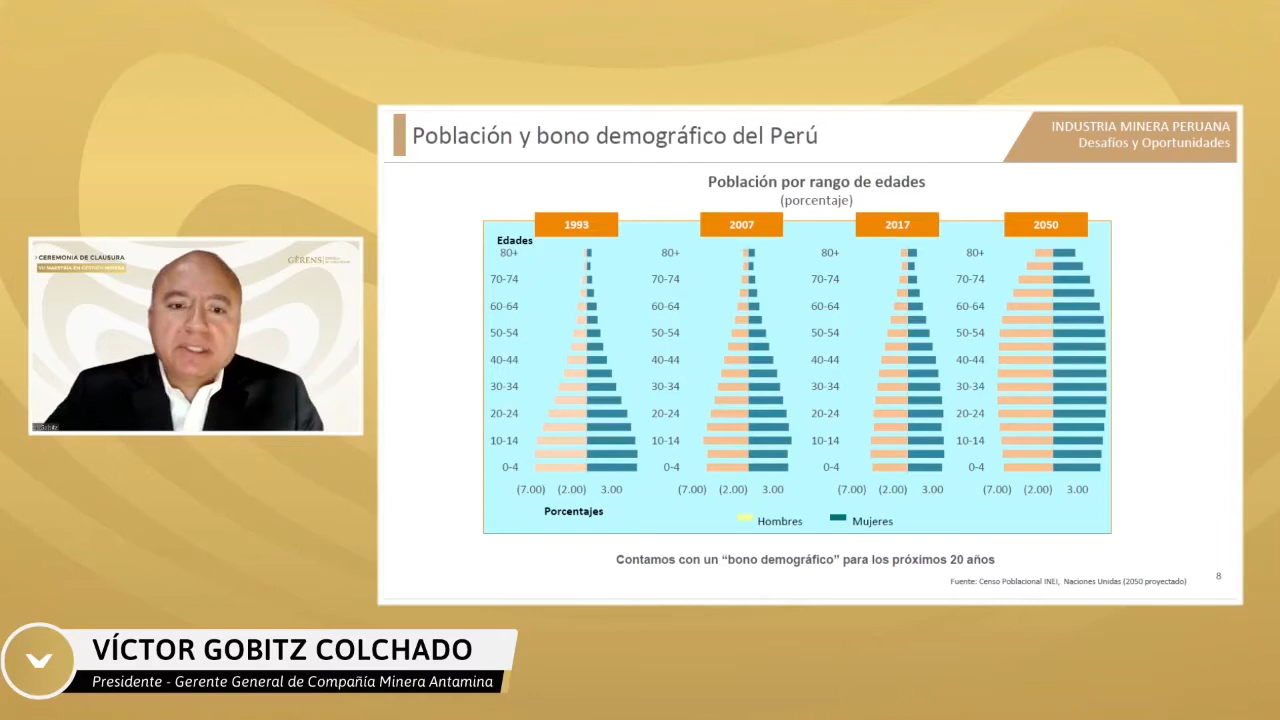 Población y bono demográfico del Perú
INDUSTRIA MINERA PERUANA
Desafíos y Oportunidades
Población por rango de edades
(porcentaje)
1993 2007 2017 2050
Edades
80+ 80+ 80+ 80+
70-74 70-74 70-74 70-74
60-64 60-64 60-64 60-64
50-54 50-54 50-54 50-54
40-44 40-44 40-44 40-44
30-34 30-34 30-34 30-34
20-24 20-24 20-24 20-24
10-14 10-14 10-14 10-14
0-4 0-4 0-4 0-4
(7.00) (2.00) 3.00 (7.00) (2.00) 3.00 (7.00) (2.00) 3.00 (7.00) (2.00) 3.00
Porcentajes
Hombres Mujeres
Contamos con un “bono demográfico” para los próximos 20 años
Fuente: Censo Poblacional INEI, Naciones Unidas (2050 proyectado)
8
CEREMONIA DE CLAUSURA
VII MAESTRÍA EN GESTIÓN MINERA
GĚRENS
VÍCTOR GOBITZ COLCHADO
Presidente - Gerente General de Compañía Minera Antamina